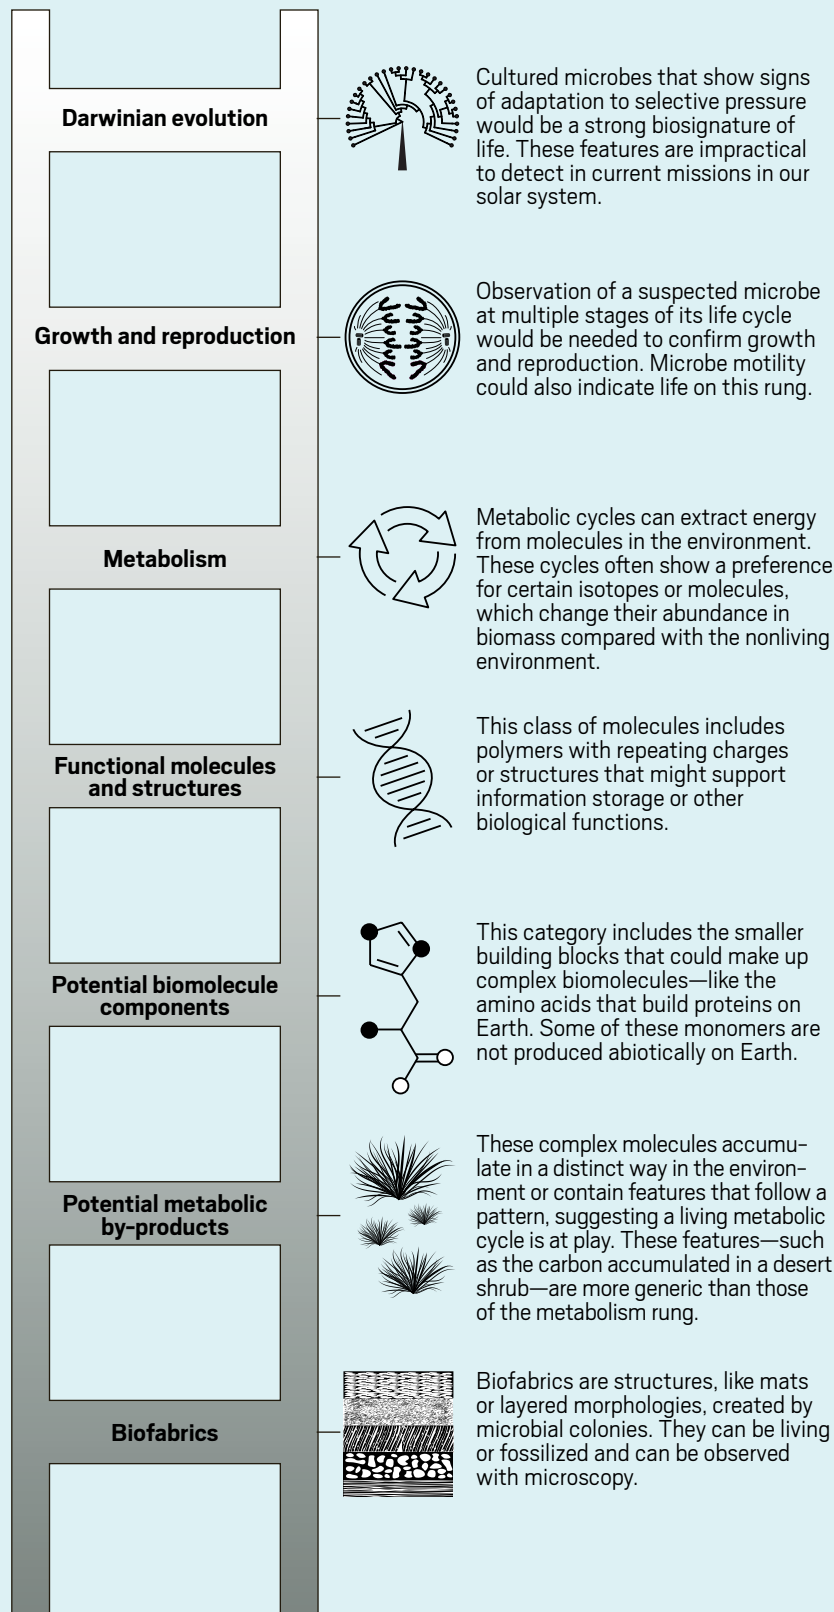 Darwinian evolution
Cultured microbes that show signs
of adaptation to selective pressure
would be a strong biosignature of
life. These features are impractical
to detect in current missions in our
solar system.
Growth and reproduction
Observation of a suspected microbe
at multiple stages of its life cycle
would be needed to confirm growth
and reproduction. Microbe motility
could also indicate life on this rung.
Metabolism
Metabolic cycles can extract energy
from molecules in the environment.
These cycles often show a preference
for certain isotopes or molecules,
which change their abundance in
biomass compared with the nonliving
environment.
Functional molecules
and structures
This class of molecules includes
polymers with repeating charges
or structures that might support
information storage or other
biological functions.
Potential biomolecule
components
This category includes the smaller
building blocks that could make up
complex biomolecules—like the
amino acids that build proteins on
Earth. Some of these monomers are
not produced abiotically on Earth.
Potential metabolic
by-products
These complex molecules accumu-
late in a distinct way in the environ-
ment or contain features that follow a
pattern, suggesting a living metabolic
cycle is at play. These features—such
as the carbon accumulated in a desert
shrub—are more generic than those
of the metabolism rung.
Biofabrics
Biofabrics are structures, like mats
or layered morphologies, created by
microbial colonies. They can be living
or fossilized and can be observed
with microscopy.